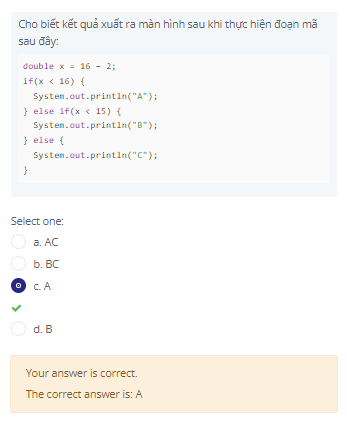 Cho biết kết quả xuất ra màn hình sau khi thực hiện đoạn mã
sau đây:
double x = 16 - 2;
if(x < 16) {
System.out.println("A");
} else if(x < 15) {
System.out.println("B");
} else {
System.out.println("C");
}
Select one:
a. AC
b. BC
c. A
d. B
Your answer is correct.
The correct answer is: A